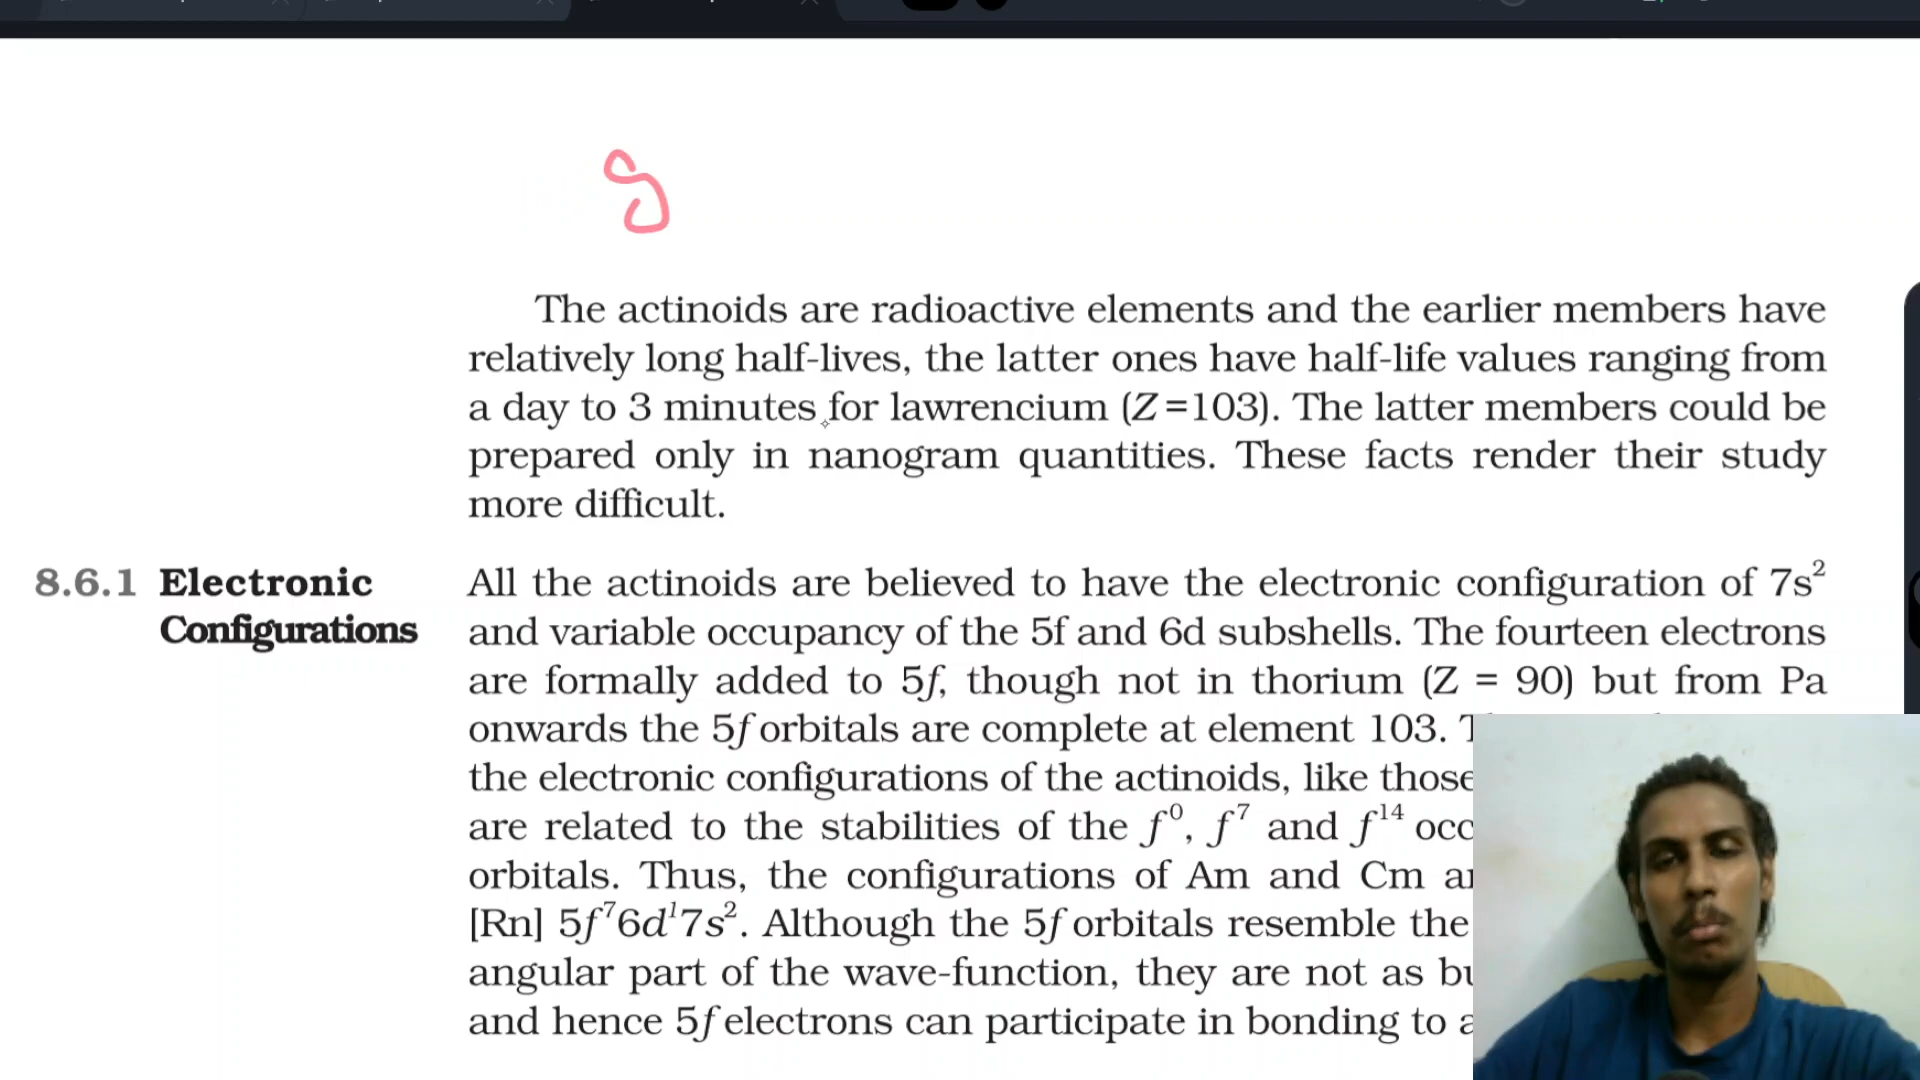 The actinoids are radioactive elements and the earlier members have
relatively long half-lives, the latter ones have half-life values ranging from
a day to 3 minutes for lawrencium (Z=103). The latter members could be
prepared only in nanogram quantities. These facts render their study
more difficult.
8.6.1 Electronic
Configurations
All the actinoids are believed to have the electronic configuration of 7s²
and variable occupancy of the 5f and 6d subshells. The fourteen electrons
are formally added to 5f, though not in thorium (Z = 90) but from Pa
onwards the 5f orbitals are complete at element 103.
the electronic configurations of the actinoids, like those
are related to the stabilities of the f⁰, f⁷ and f¹⁴ occ
orbitals. Thus, the configurations of Am and Cm
[Rn] 5f⁷6d¹7s². Although the 5f orbitals resemble the
angular part of the wave-function, they are not as
and hence 5f electrons can participate in bonding to